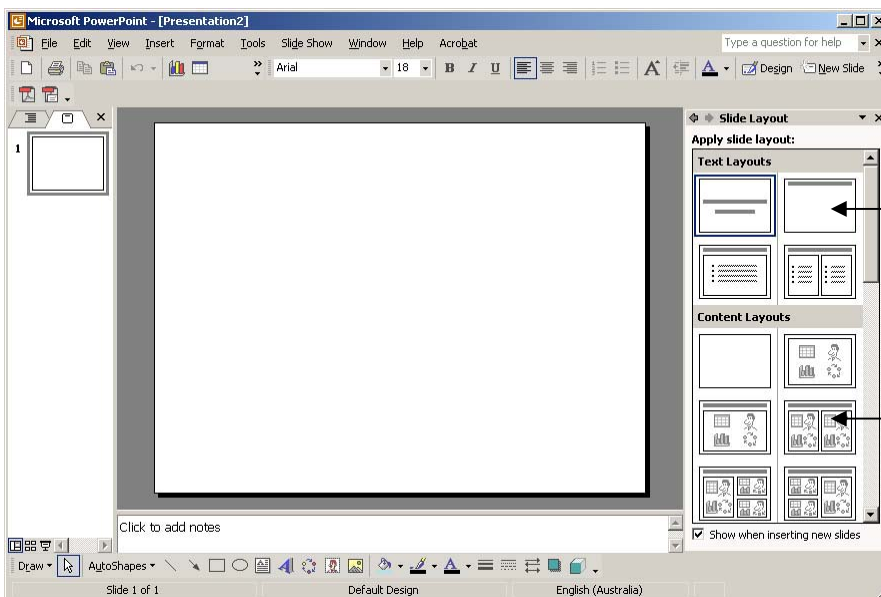 Microsoft PowerPoint - [Presentation2]
File Edit View Insert Format Tools Slide Show Window Help Acrobat Type a question for help
Arial 18 B I U A A Design New Slide
Slide Layout
1
Apply slide layout:
Text Layouts
Content Layouts
Click to add notes
Show when inserting new slides
Draw AutoShapes A A
Slide 1 of 1 Default Design English (Australia)